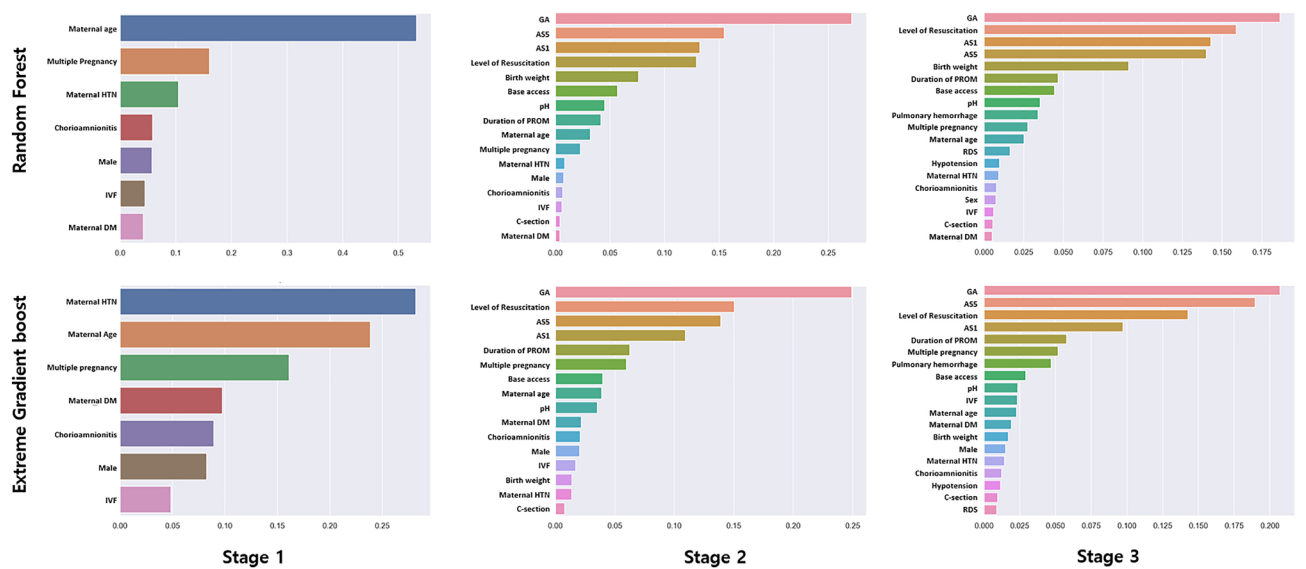 Random Forest
Maternal age
Multiple Pregnancy
Maternal HTN
Chorioamnionitis
Male
IVF
Maternal DM
0.0 0.1 0.2 0.3 0.4 0.5
GA
AS5
AS1
Level of Resuscitation
Birth weight
Base access
pH
Duration of PROM
Maternal age
Multiple pregnancy
Maternal HTN
Male
Chorioamnionitis
IVF
C-section
Maternal DM
0.00 0.05 0.10 0.15 0.20 0.25
GA
Level of Resuscitation
AS1
AS5
Birth weight
Duration of PROM
Base access
pH
Pulmonary hemorrhage
Multiple pregnancy
Maternal age
RDS
Hypotension
Maternal HTN
Chorioamnionitis
Sex
IVF
C-section
Maternal DM
0.000 0.025 0.050 0.075 0.100 0.125 0.150 0.175
Extreme Gradient boost
Maternal HTN
Maternal Age
Multiple pregnancy
Maternal DM
Chorioamnionitis
Male
IVF
0.00 0.05 0.10 0.15 0.20 0.25
GA
Level of Resuscitation
AS5
AS1
Duration of PROM
Multiple pregnancy
Base access
Maternal age
pH
Maternal DM
Chorioamnionitis
Male
IVF
Birth weight
Maternal HTN
C-section
0.00 0.05 0.10 0.15 0.20 0.25
GA
AS5
Level of Resuscitation
AS1
Duration of PROM
Multiple pregnancy
Pulmonary hemorrhage
Base access
pH
IVF
Maternal age
Maternal DM
Birth weight
Male
Maternal HTN
Chorioamnionitis
Hypotension
C-section
RDS
0.000 0.025 0.050 0.075 0.100 0.125 0.150 0.175 0.200
Stage 1
Stage 2
Stage 3